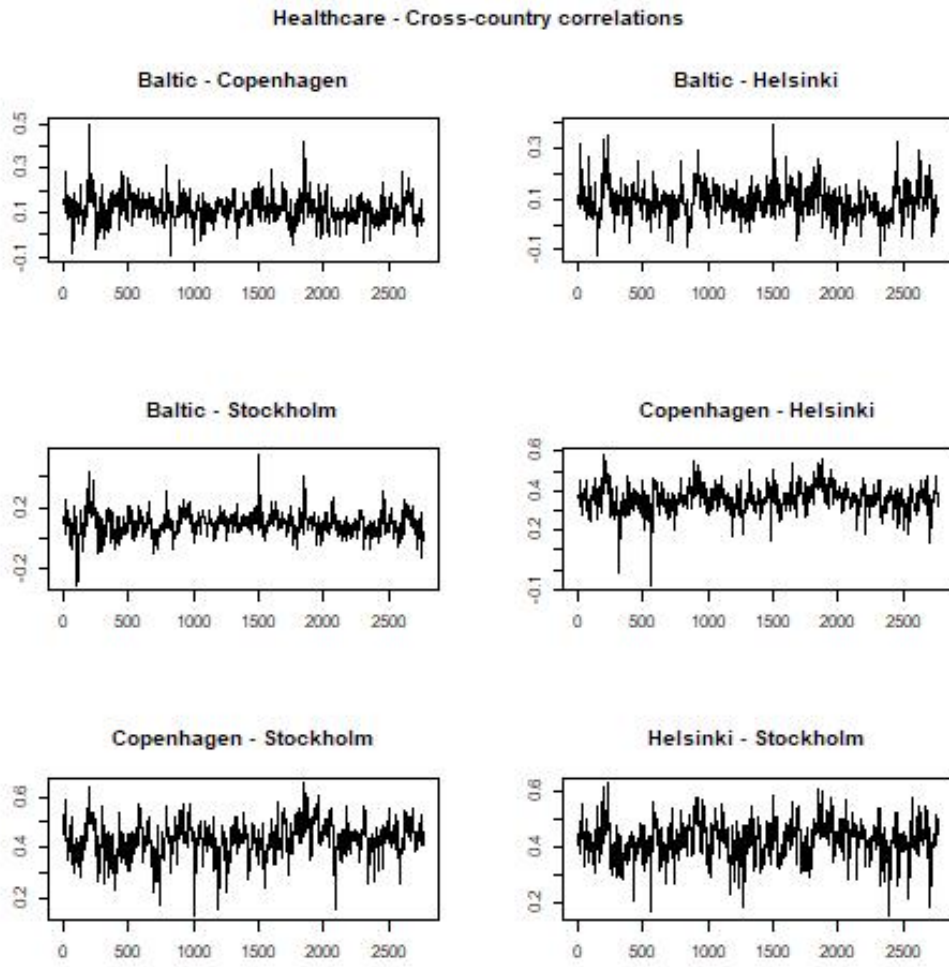 Healthcare - Cross-country correlations
Baltic - Copenhagen
Baltic - Helsinki
0.5
0.3
0.1
-0.1
0 500 1000 1500 2000 2500
0.3
0.1
-0.1
0 500 1000 1500 2000 2500
Baltic - Stockholm
Copenhagen - Helsinki
0.2
-0.2
0 500 1000 1500 2000 2500
0.6
0.4
0.2
-0.1
0 500 1000 1500 2000 2500
Copenhagen - Stockholm
Helsinki - Stockholm
0.6
0.4
0.2
0 500 1000 1500 2000 2500
0.6
0.4
0.2
0 500 1000 1500 2000 2500